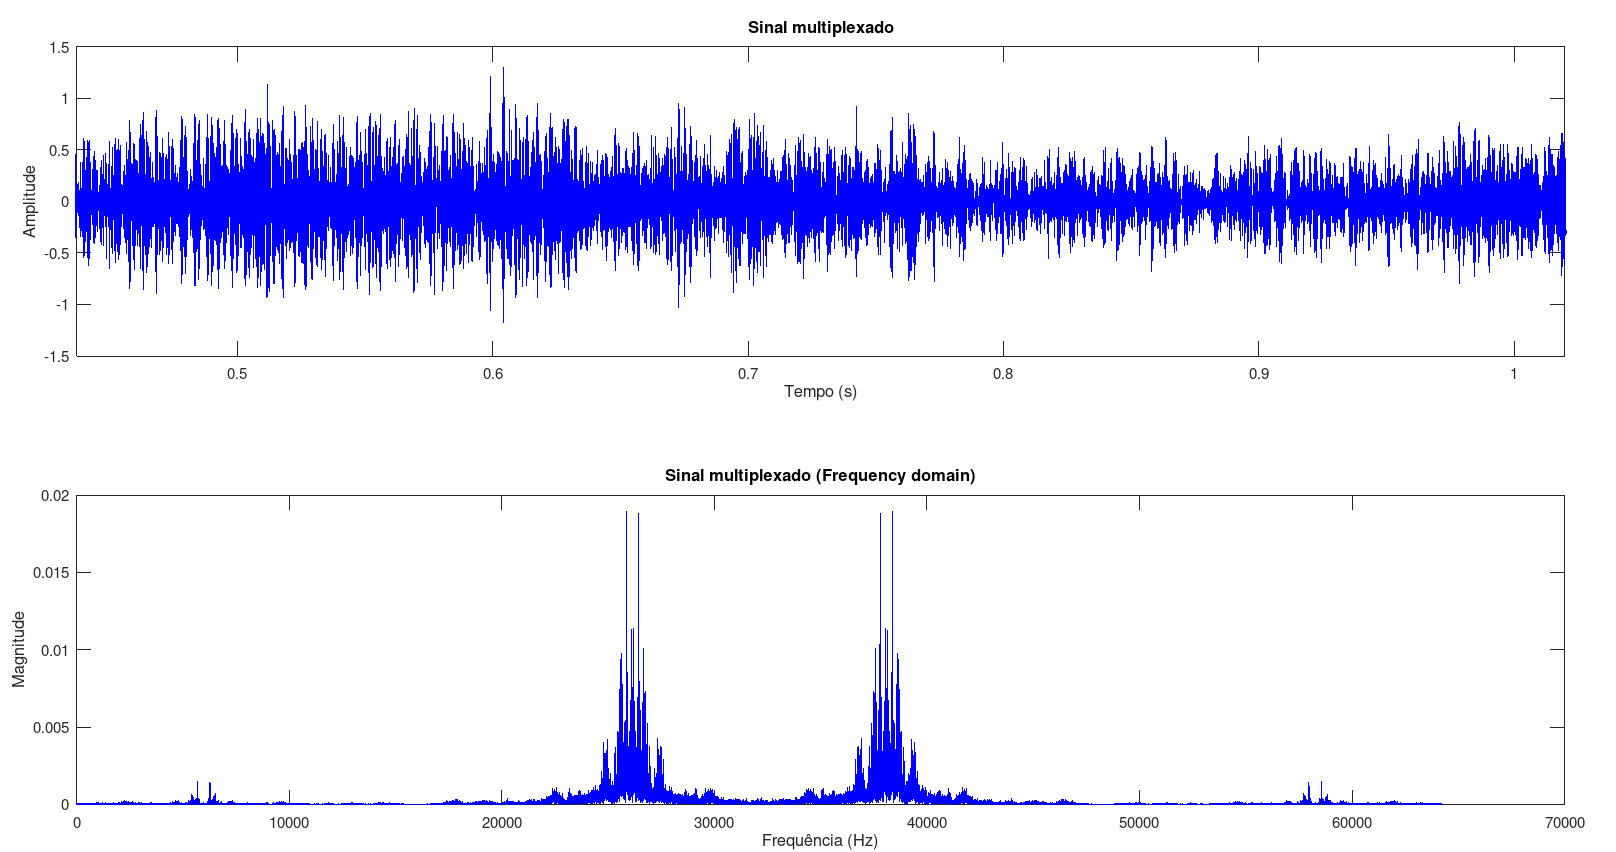 Sinal multiplexado
1.5
1
0.5
0
-0.5
-1
-1.5
Amplitude
0.5 0.6 0.7 0.8 0.9 1
Tempo (s)
Sinal multiplexado (Frequency domain)
0.02
0.015
0.01
0.005
0
Magnitude
0 10000 20000 30000 40000 50000 60000 70000
Frequência (Hz)